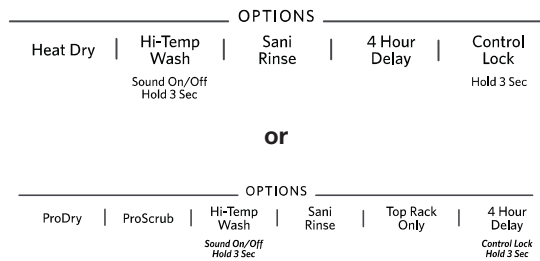 OPTIONS
Heat Dry | Hi-Temp Wash | Sani Rinse | 4 Hour Delay | Control Lock
Sound On/Off Hold 3 Sec
Hold 3 Sec
or
OPTIONS
ProDry | ProScrub | Hi-Temp Wash | Sani Rinse | Top Rack Only | 4 Hour Delay
Sound On/Off Hold 3 Sec
Control Lock Hold 3 Sec